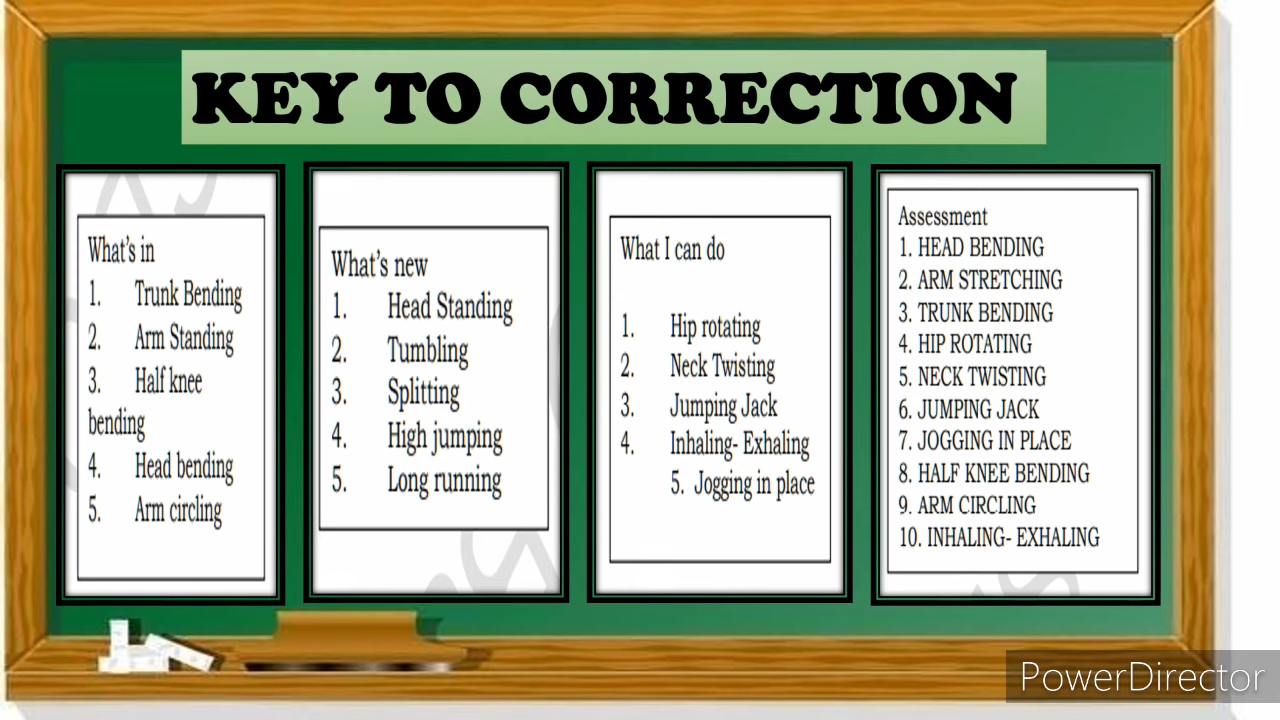 KEY TO CORRECTION
What's in
1. Trunk Bending
2. Arm Standing
3. Half knee
bending
4. Head bending
5. Arm circling
What's new
1. Head Standing
2. Tumbling
3. Splitting
4. High jumping
5. Long running
What I can do
1. Hip rotating
2. Neck Twisting
3. Jumping Jack
4. Inhaling- Exhaling
5. Jogging in place
Assessment
1. HEAD BENDING
2. ARM STRETCHING
3. TRUNK BENDING
4. HIP ROTATING
5. NECK TWISTING
6. JUMPING JACK
7. JOGGING IN PLACE
8. HALF KNEE BENDING
9. ARM CIRCLING
10. INHALING- EXHALING
PowerDirector